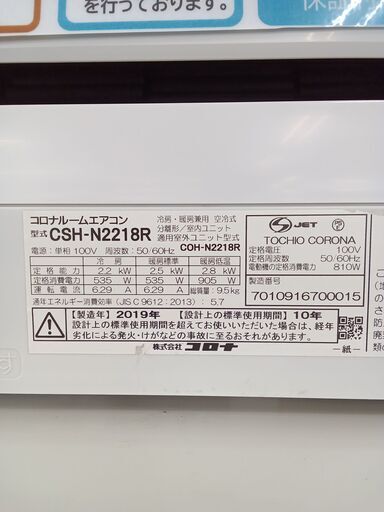 を行っております。
保証
コロナルームエアコン
型式 CSH-N2218R
冷房・暖房兼用 空冷式
分離形／室内ユニット
適用室外ユニット型式
COH-N2218R
電源：単相 100V 周波数：50/60Hz
冷房 暖房標準 暖房低温
定格能力 2.2 kW 2.5 kW 2.8 kW
定格消費電力 535 W 535 W 905 W
運転電流 6.29 A 6.29 A 総質量：9.5kg
通年エネルギー消費効率（JIS C 9612：2013）：5.7
JET PS E
TOCHIO CORONA
定格電圧 100V
定格周波数 50/60Hz
電動機の定格消費電力 810W
製造番号
7010916700015
【製造年】2019年 【設計上の標準使用期間】10年
設計上の標準使用期間を超えてお使いいただいた場合は、経年
劣化による発火・けがなどの事故に至るおそれがあります。
株式会社 コロナ
－紙－